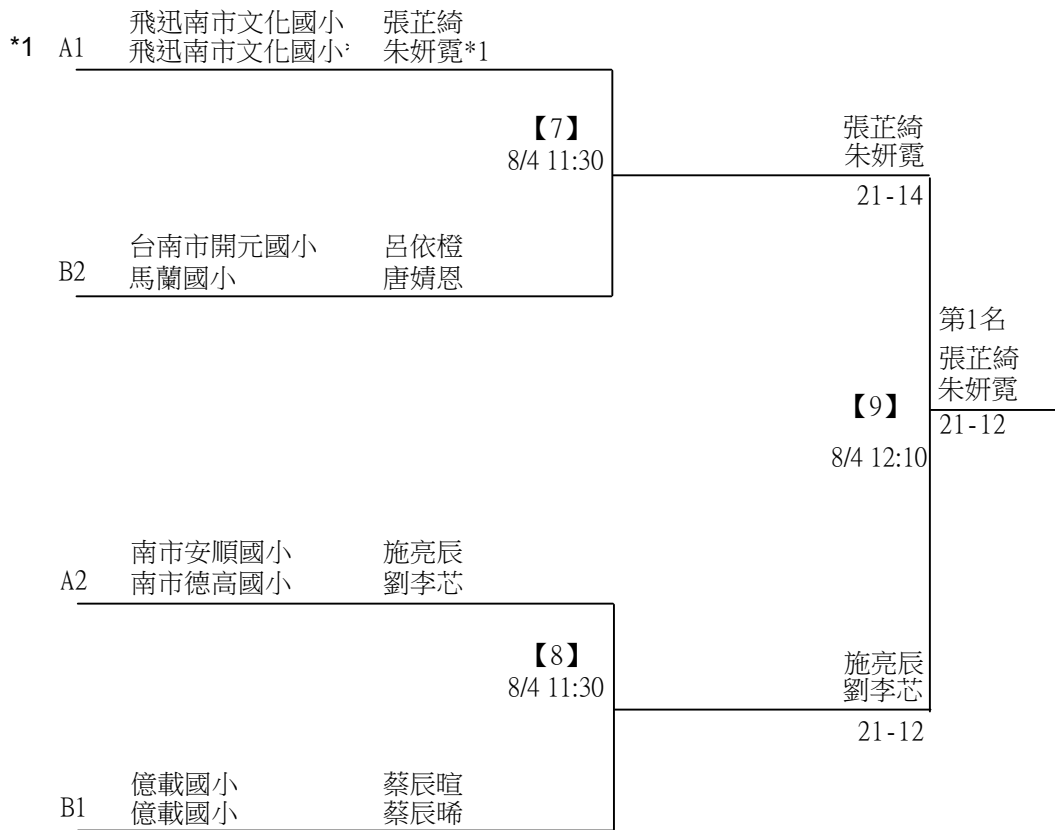 飛迅南市文化國小 張芷綺
*1 A1 飛迅南市文化國小* 朱妍霓*1
【7】
8/4 11:30
張芷綺
朱妍霓
21-14
台南市開元國小 呂依橙
B2 馬蘭國小 唐婧恩
第1名
張芷綺
朱妍霓
【9】
21-12
8/4 12:10
南市安順國小 施亮辰
A2 南市德高國小 劉李芯
【8】
8/4 11:30
施亮辰
劉李芯
21-12
億載國小 蔡辰暄
B1 億載國小 蔡辰晞